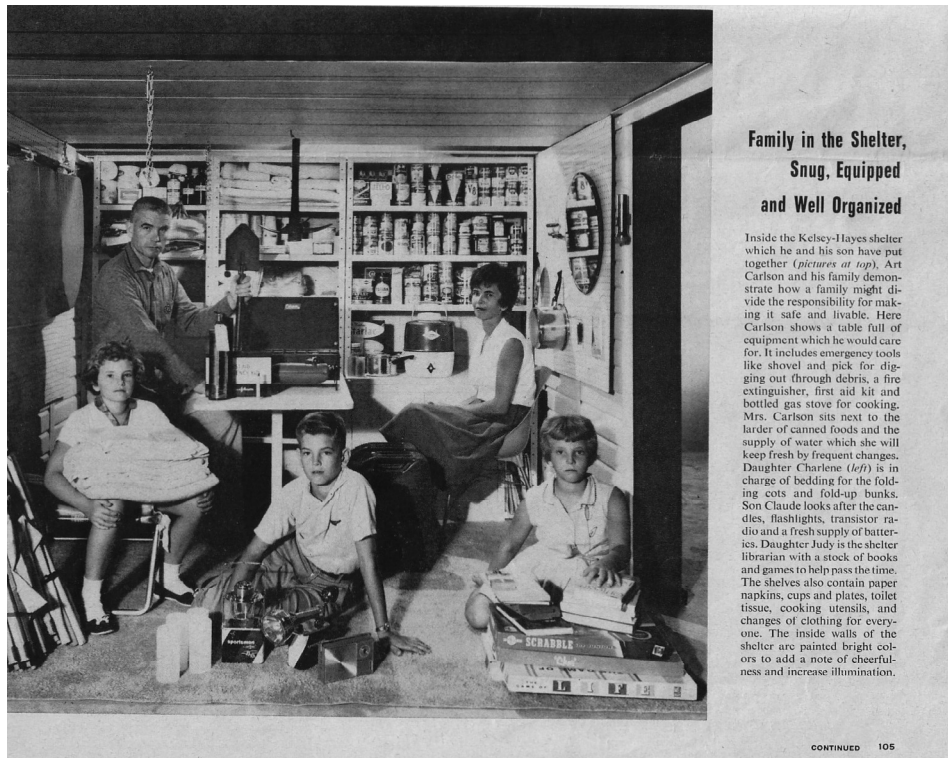 Family in the Shelter,
Snug, Equipped
and Well Organized
Inside the Kelsey-Hayes shelter
which he and his son have put
together (pictures at top), Art
Carlson and his family demon-
strate how a family might di-
vide the responsibility for mak-
ing it safe and livable. Here
Carlson shows a table full of
equipment which he would care
for. It includes emergency tools
like shovel and pick for dig-
ging out through debris, a fire
extinguisher, first aid kit and
bottled gas stove for cooking.
Mrs. Carlson sits next to the
larder of canned foods and the
supply of water which she will
keep fresh by frequent changes.
Daughter Charlene (left) is in
charge of bedding for the fold-
ing cots and fold-up bunks.
Son Claude looks after the can-
dles, flashlights, transistor ra-
dio and a fresh supply of batter-
ies. Daughter Judy is the shelter
librarian with a stock of books
and games to help pass the time.
The shelves also contain paper
napkins, cups and plates, toilet
tissue, cooking utensils, and
changes of clothing for every-
one. The inside walls of the
shelter are painted bright col-
ors to add a note of cheerful-
ness and increase illumination.
sportsman
SCRABBLE
LIFE
CONTINUED 105